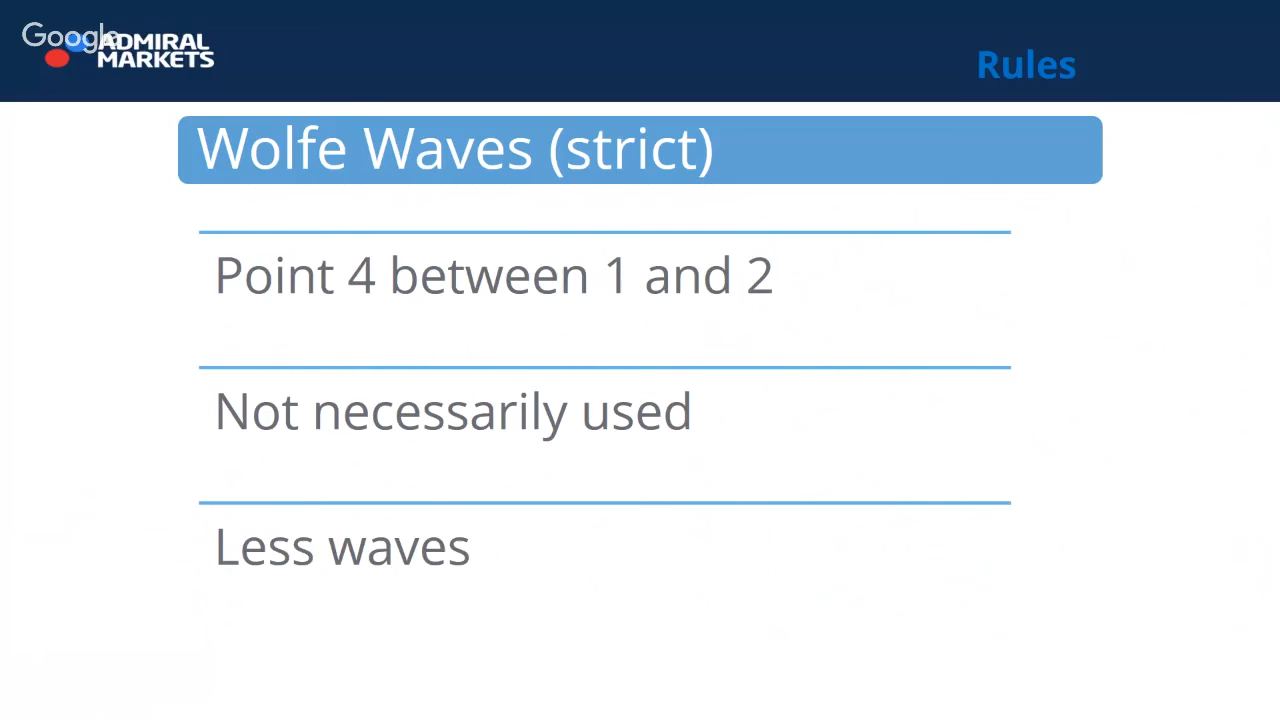 Google
ADMIRAL
MARKETS
Rules
Wolfe Waves (strict)
Point 4 between 1 and 2
Not necessarily used
Less waves